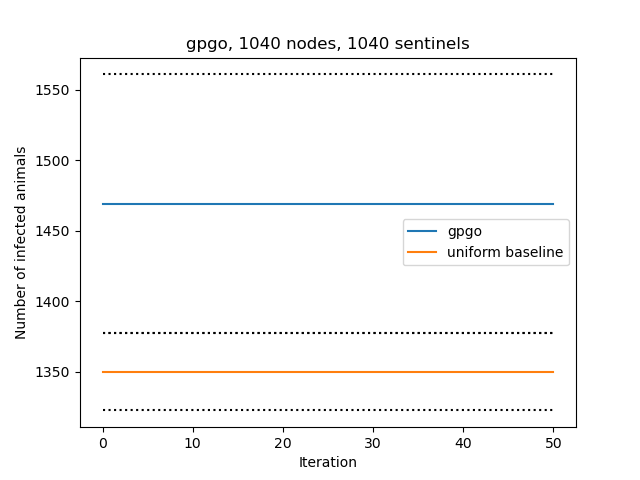 gpgo, 1040 nodes, 1040 sentinels
1550
1500
1450
1400
1350
Number of infected animals
gpgo
uniform baseline
0 10 20 30 40 50
Iteration